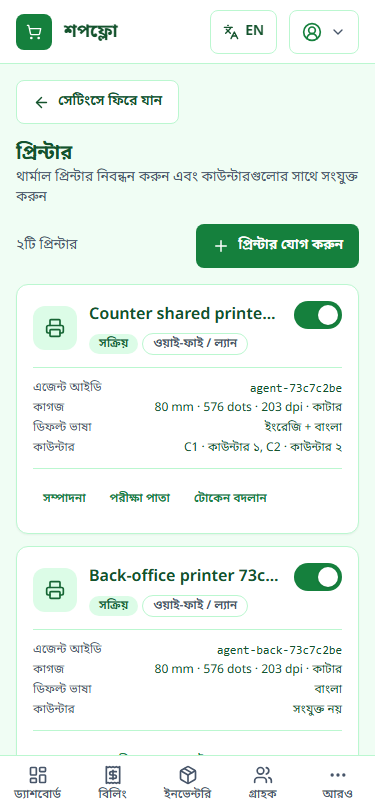 শপফ্লো
EN
সেটিংসে ফিরে যান
প্রিন্টার
থার্মাল প্রিন্টার নিবন্ধন করুন এবং কাউন্টারগুলোর সাথে সংযুক্ত
করুন
২টি প্রিন্টার
প্রিন্টার যোগ করুন
Counter shared printe...
সক্রিয়
ওয়াই-ফাই / ল্যান
এজেন্ট আইডি agent-73c7c2be
কাগজ 80 mm · 576 dots · 203 dpi · কাটার
ডিফল্ট ভাষা ইংরেজি + বাংলা
কাউন্টার C1 · কাউন্টার ১, C2 · কাউন্টার ২
সম্পাদনা পরীক্ষা পাতা টোকেন বদলান
Back-office printer 73c...
সক্রিয়
ওয়াই-ফাই / ল্যান
এজেন্ট আইডি agent-back-73c7c2be
কাগজ 80 mm · 576 dots · 203 dpi · কাটার
ডিফল্ট ভাষা বাংলা
কাউন্টার সংযুক্ত নয়
ড্যাশবোর্ড বিলিং ইনভেন্টরি গ্রাহক আরও